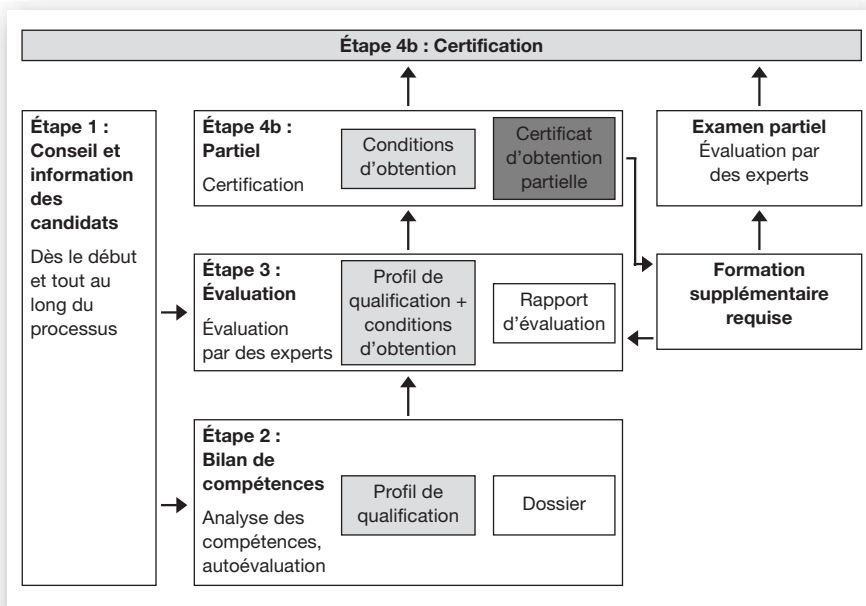 Étape 4b : Certification
Étape 1 :
Conseil et
information
des
candidats
Dès le début
et tout au
long du
processus
Étape 4b :
Partiel
Certification
Conditions
d'obtention
Certificat
d'obtention
partielle
Examen partiel
Évaluation par
des experts
Étape 3 :
Évaluation
Évaluation
par des experts
Profil de
qualification +
conditions
d'obtention
Rapport
d'évaluation
Formation
supplémentaire
requise
Étape 2 :
Bilan de
compétences
Analyse des
compétences,
autoévaluation
Profil de
qualification
Dossier